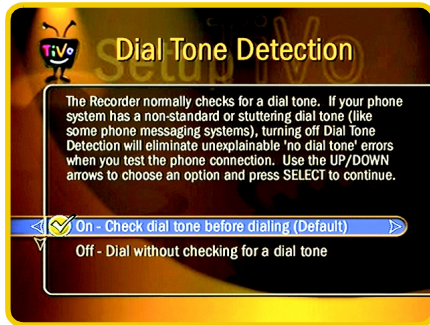 TiVo
Dial Tone Detection
Setup TiVo
The Recorder normally checks for a dial tone. If your phone
system has a non-standard or stuttering dial tone (like
some phone messaging systems), turning off Dial Tone
Detection will eliminate unexplainable 'no dial tone' errors
when you test the phone connection. Use the UP/DOWN
arrows to choose an option and press SELECT to continue.
On - Check dial tone before dialing (Default)
Off - Dial without checking for a dial tone